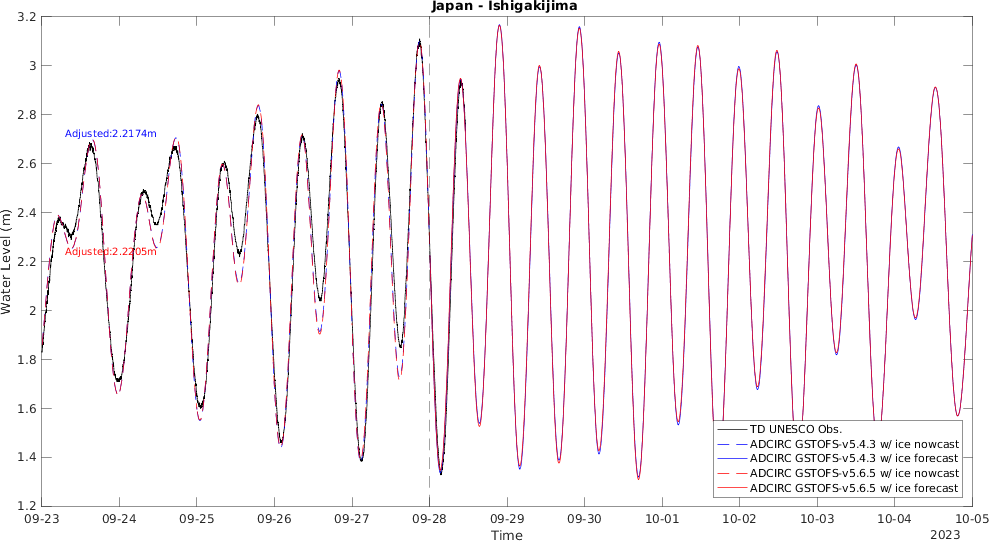 Japan - Ishigakijima
3.2
3
2.8
2.6
2.4
2.2
2
1.8
1.6
1.4
1.2
Water Level (m)
Adjusted:2.2174m
Adjusted:2.2205m
TD UNESCO Obs.
ADCIRC GSTOFS-v5.4.3 w/ ice nowcast
ADCIRC GSTOFS-v5.4.3 w/ ice forecast
ADCIRC GSTOFS-v5.6.5 w/ ice nowcast
ADCIRC GSTOFS-v5.6.5 w/ ice forecast
09-23 09-24 09-25 09-26 09-27 09-28 09-29 09-30 10-01 10-02 10-03 10-04 10-05
Time
2023